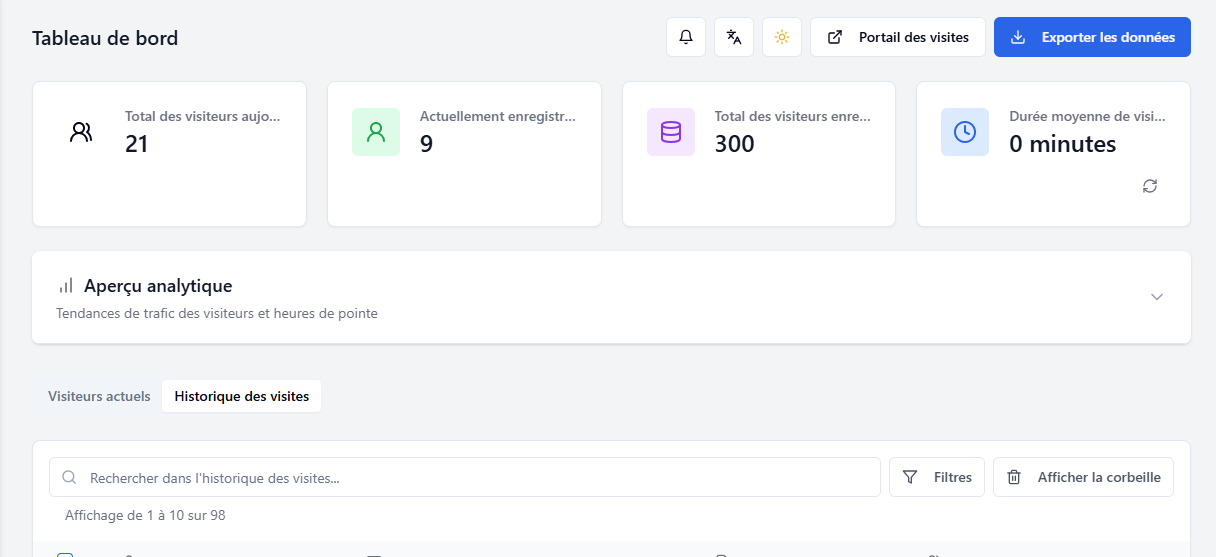 Tableau de bord
Portail des visites
Exporter les données
Total des visiteurs aujo...
21
Actuellement enregistr...
9
Total des visiteurs enre...
300
Durée moyenne de visi...
0 minutes
Aperçu analytique
Tendances de trafic des visiteurs et heures de pointe
Visiteurs actuels
Historique des visites
Rechercher dans l'historique des visites...
Filtres
Afficher la corbeille
Affichage de 1 à 10 sur 98